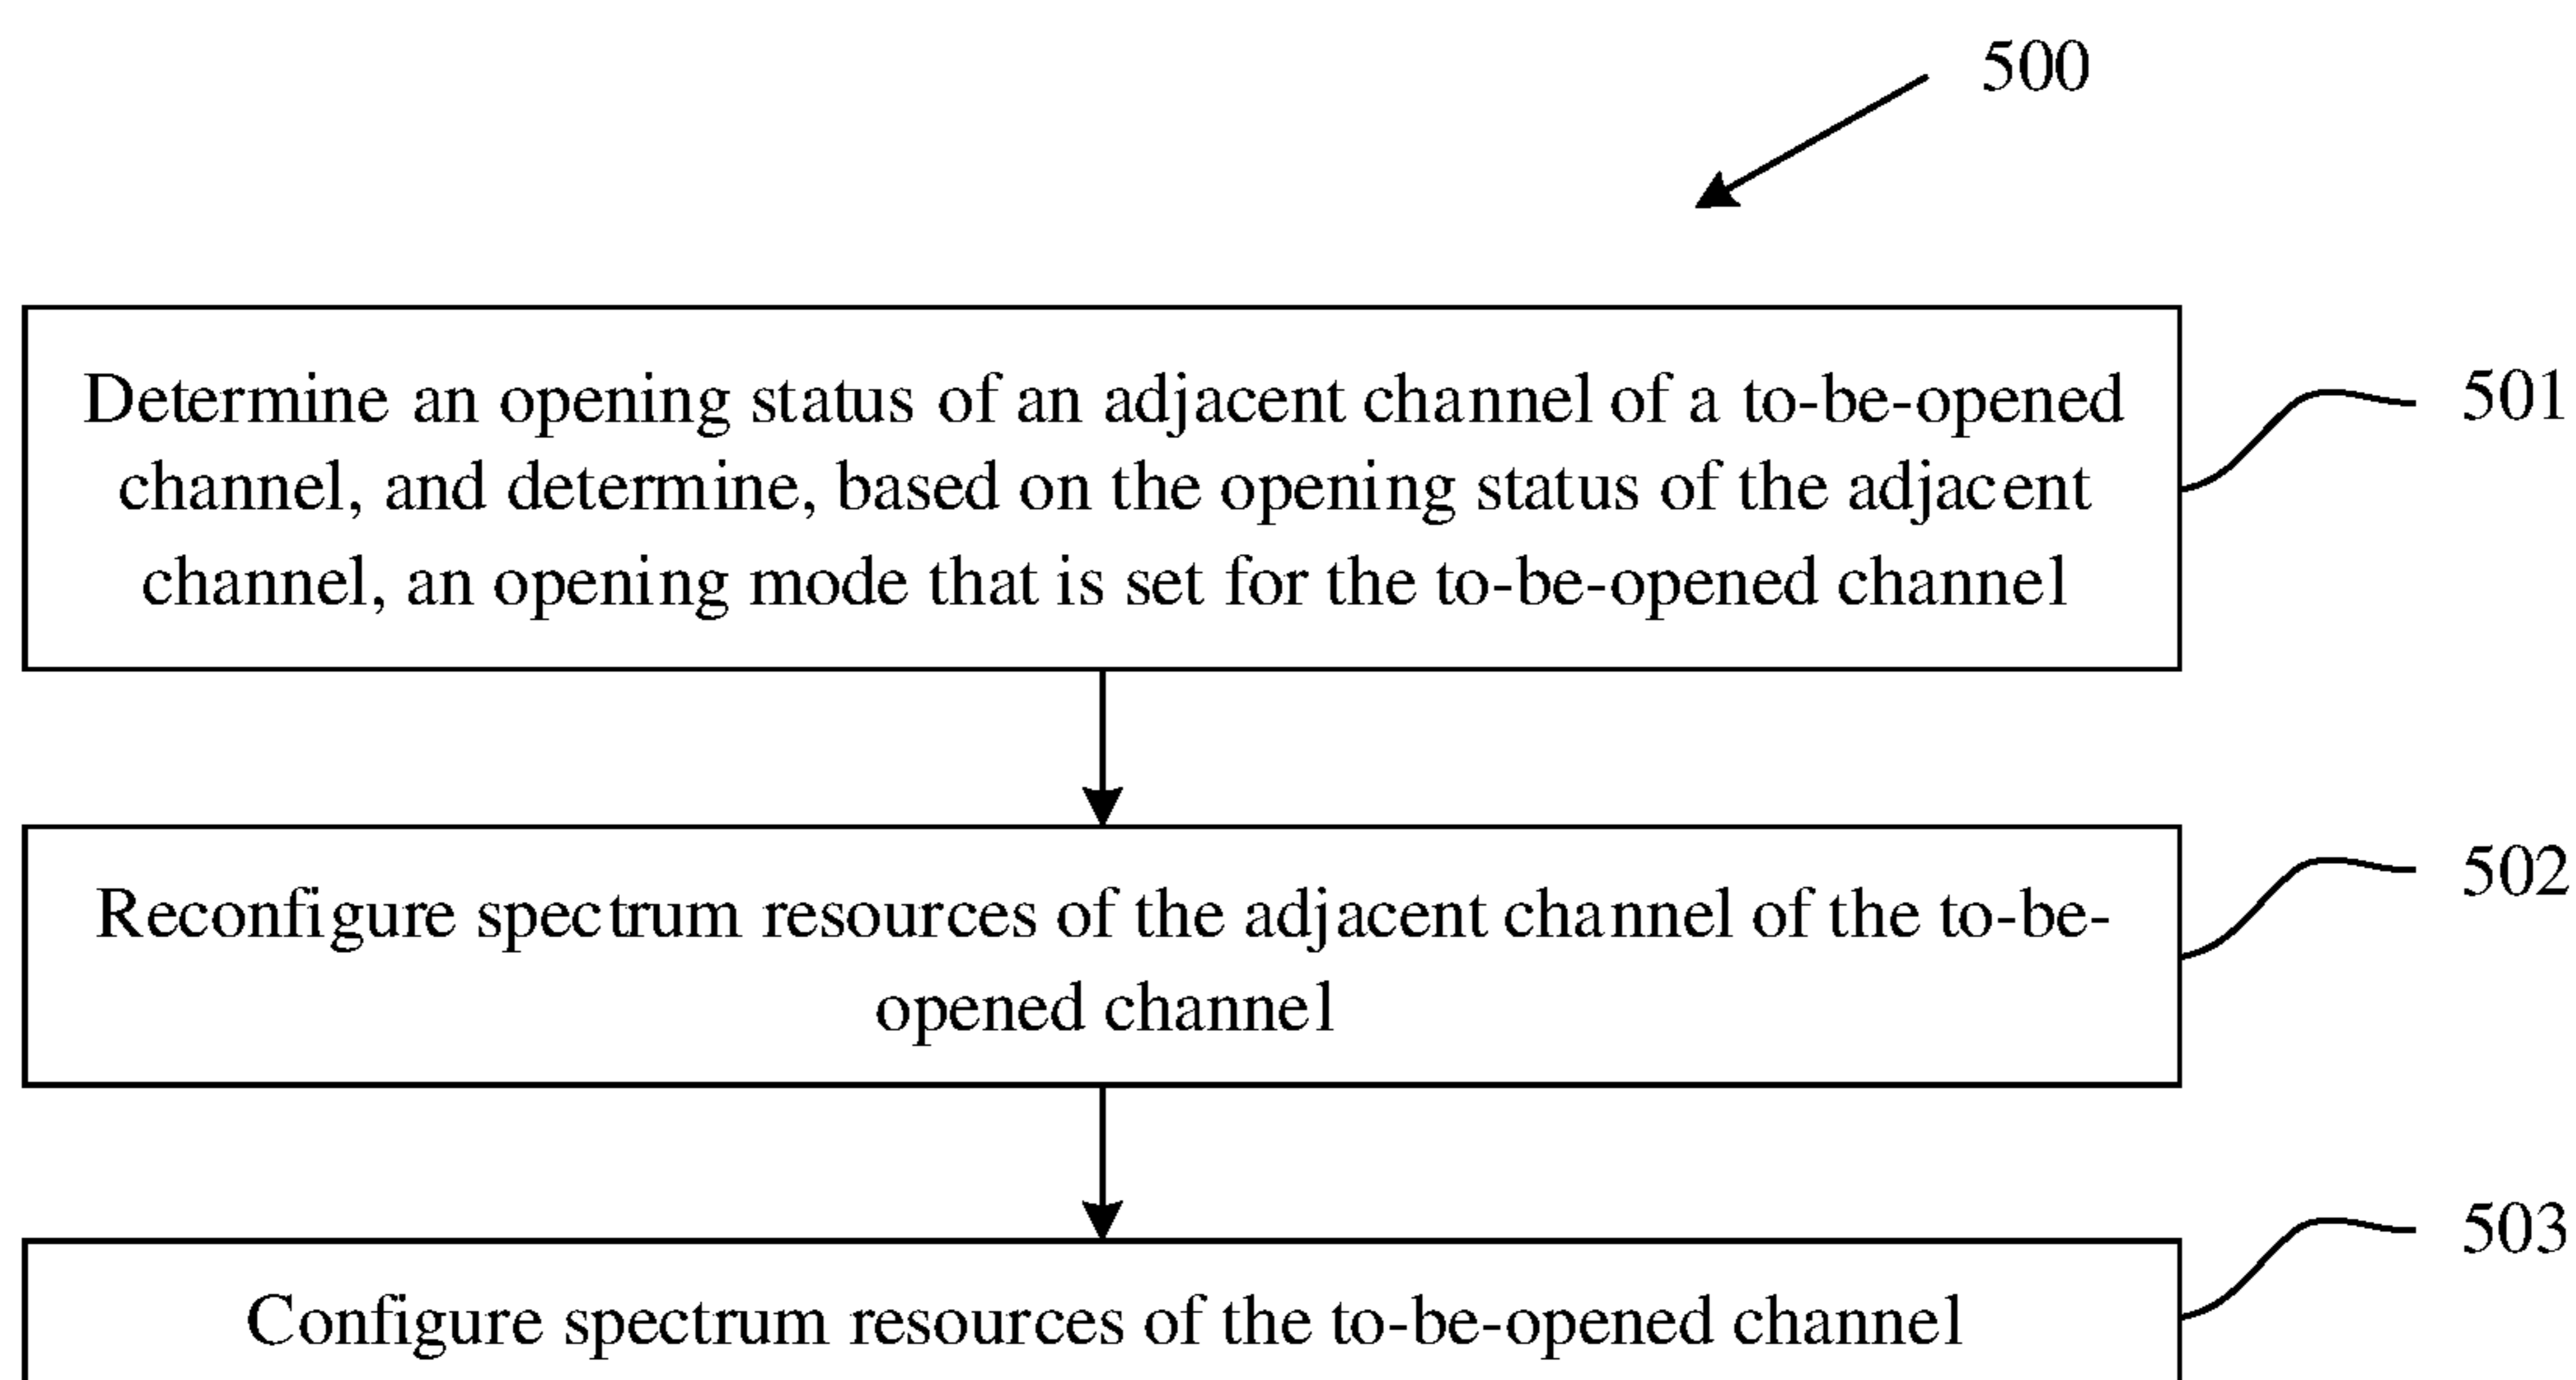 500
Determine an opening status of an adjacent channel of a to-be-opened
channel, and determine, based on the opening status of the adjacent
channel, an opening mode that is set for the to-be-opened channel
501
Reconfigure spectrum resources of the adjacent channel of the to-be-
opened channel
502
Configure spectrum resources of the to-be-opened channel
503